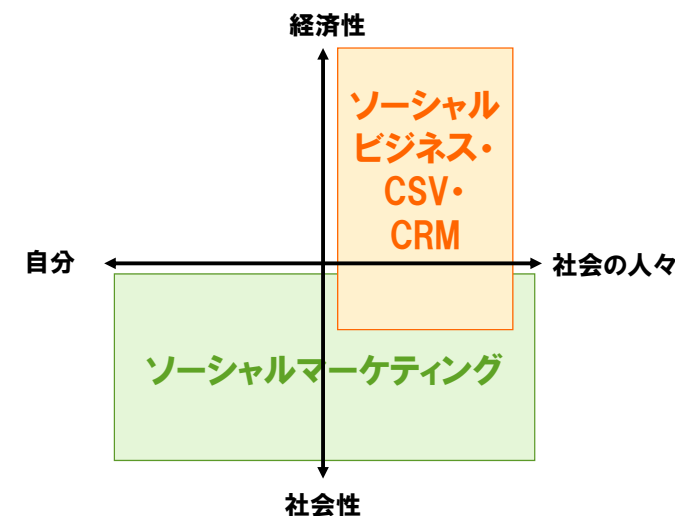 経済性
ソーシャル
ビジネス・
CSV・
CRM
自分
社会の人々
ソーシャルマーケティング
社会性